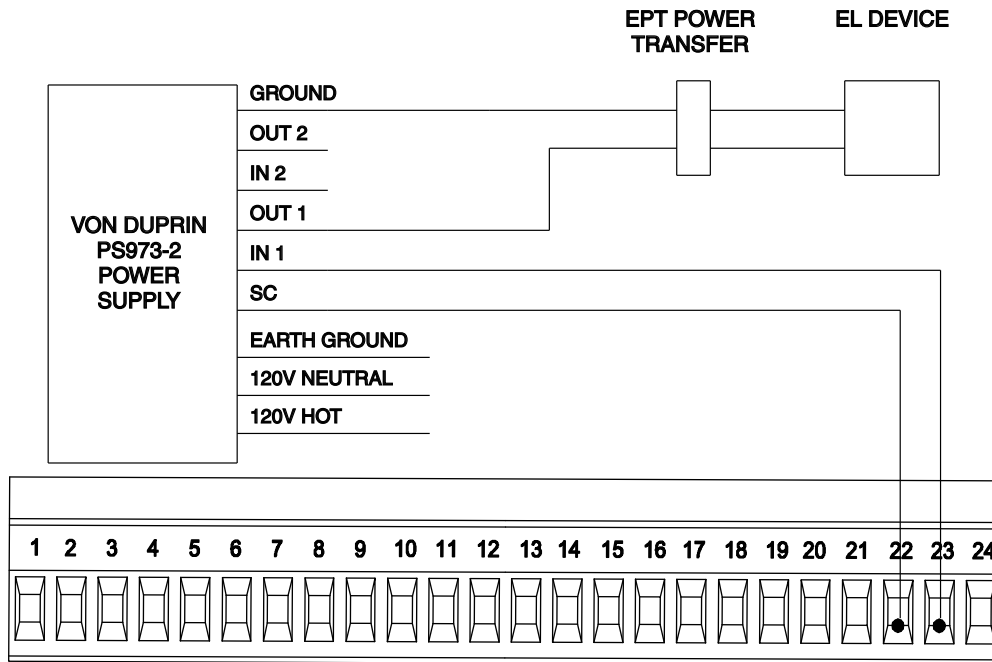 EPT POWER
TRANSFER
EL DEVICE
VON DUPRIN
PS973-2
POWER
SUPPLY
GROUND
OUT 2
IN 2
OUT 1
IN 1
SC
EARTH GROUND
120V NEUTRAL
120V HOT
1 2 3 4 5 6 7 8 9 10 11 12 13 14 15 16 17 18 19 20 21 22 23 24